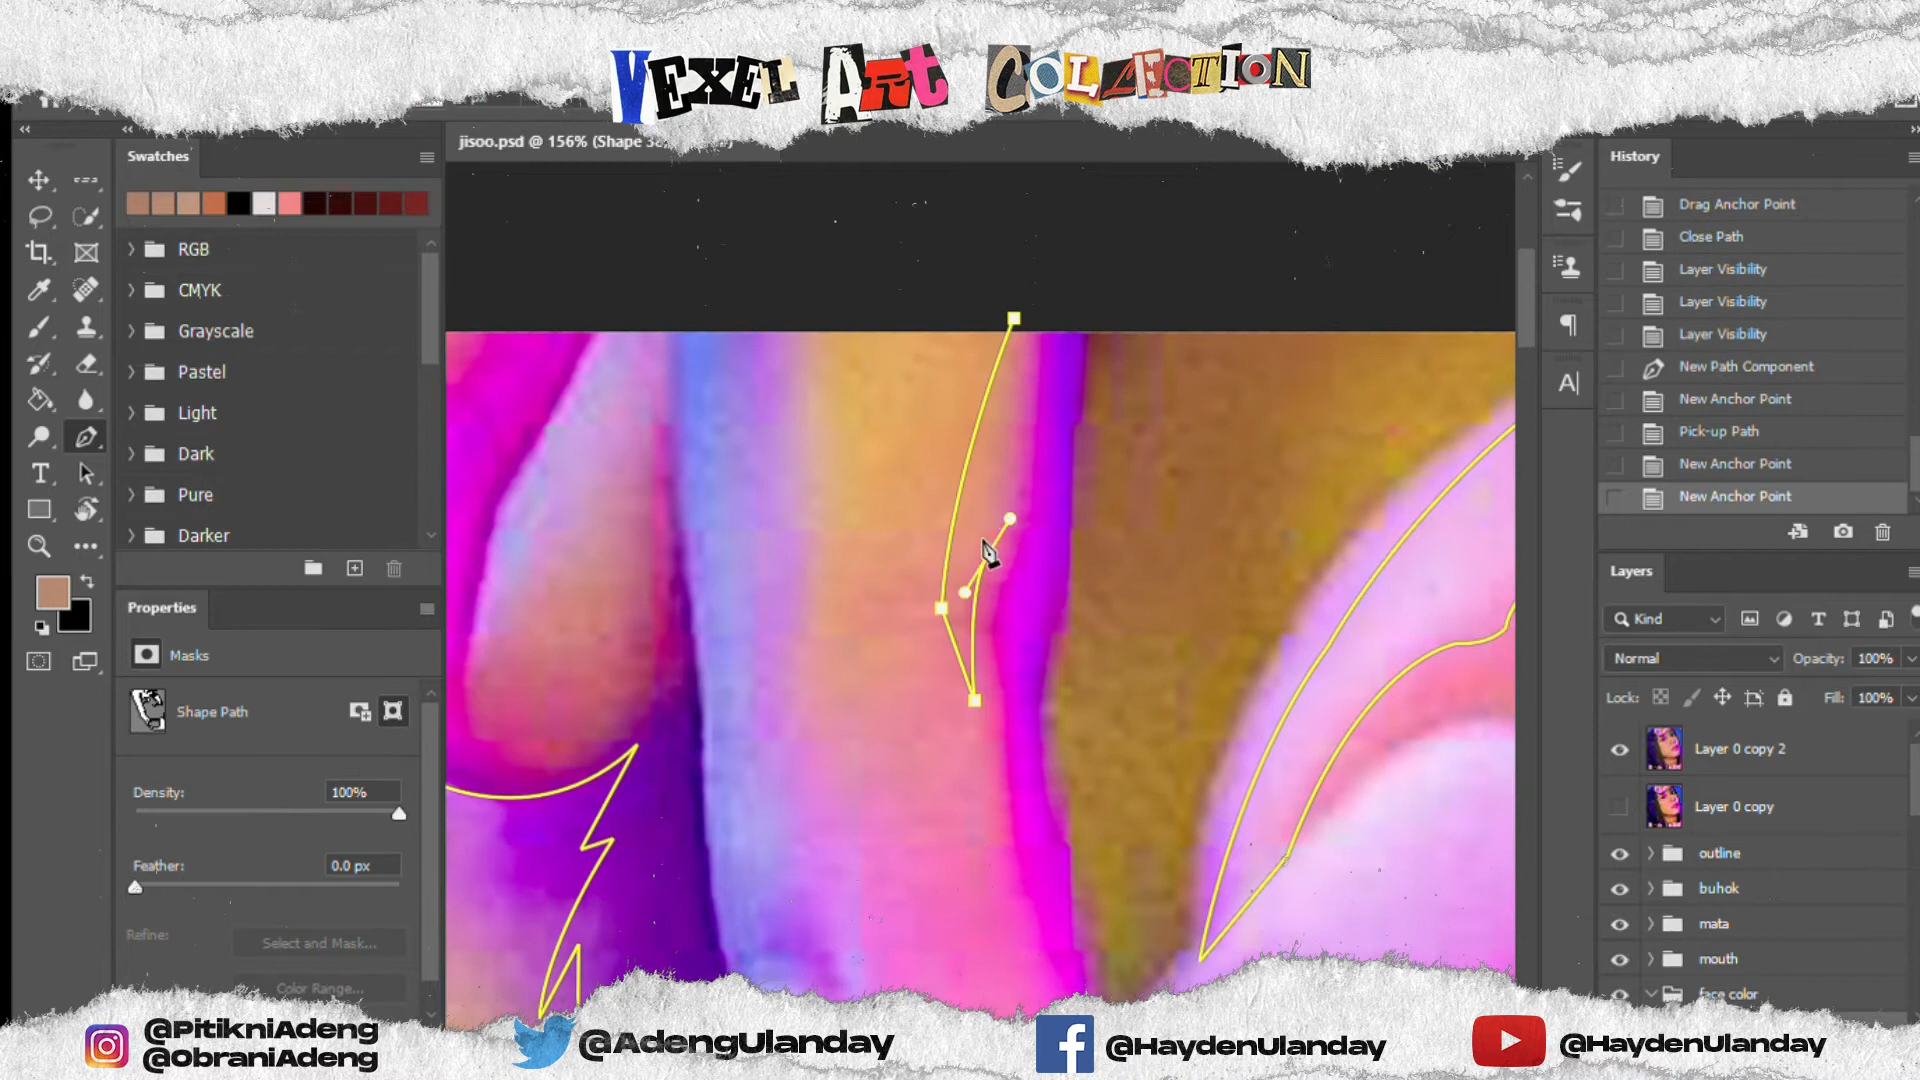 VEXEL ART COLLECTION
jisoo.psd @ 156% (Shape 38,
Swatches
RGB
CMYK
Grayscale
Pastel
Light
Dark
Pure
Darker
Properties
Masks
Shape Path
Density: 100%
Feather: 0.0 px
Refine:
Select and Mask...
Color Range...
History
Drag Anchor Point
Close Path
Layer Visibility
Layer Visibility
Layer Visibility
New Path Component
New Anchor Point
Pick-up Path
New Anchor Point
New Anchor Point
Layers
Kind
Normal Opacity: 100%
Lock: Fill: 100%
Layer 0 copy 2
Layer 0 copy
outline
buhok
mata
mouth
face color
@PitikniAdeng
@ObraniAdeng
@AdengUlanday
@HaydenUlanday
@HaydenUlanday